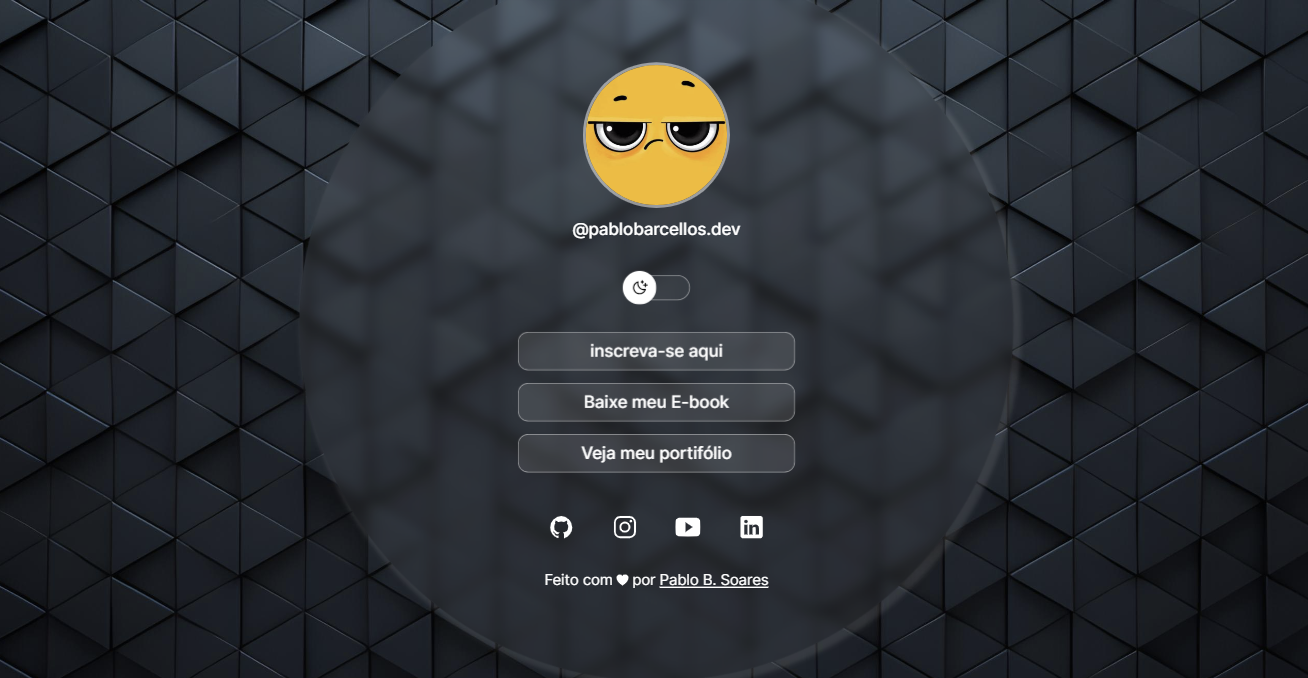 @pablobarcellos.dev
inscreva-se aqui
Baixe meu E-book
Veja meu portifólio
Feito com ♥ por Pablo B. Soares